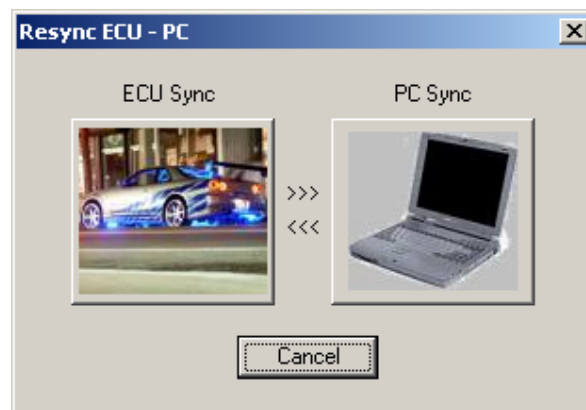 Resync ECU - PC
ECU Sync
PC Sync
>>>
<<<
Cancel